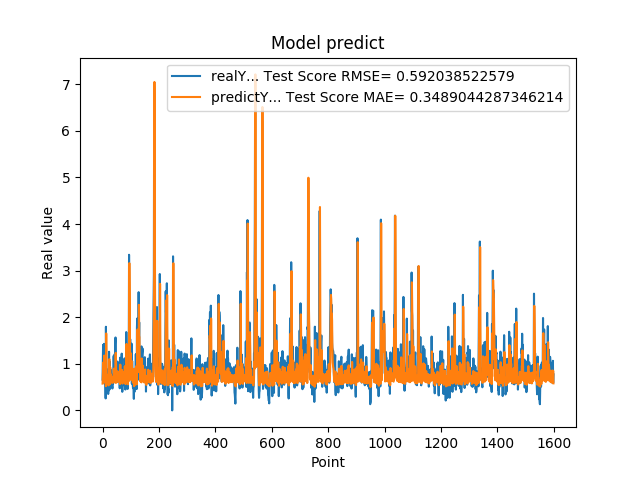 Model predict
realY... Test Score RMSE= 0.592038522579
predictY... Test Score MAE= 0.3489044287346214
7
6
5
4
3
2
1
0
Real value
0 200 400 600 800 1000 1200 1400 1600
Point